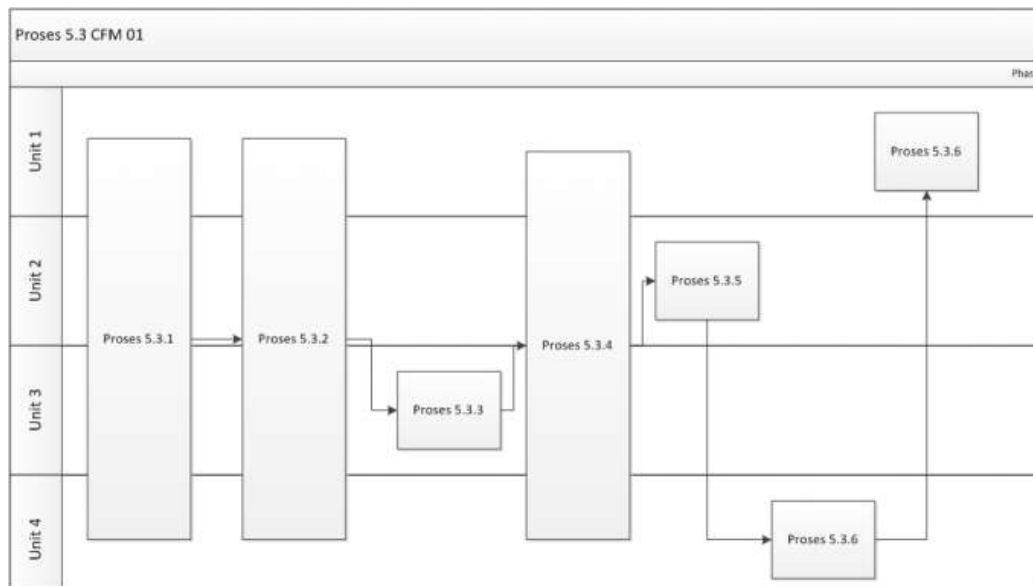 Proses 5.3 CFM 01
Phas
Unit 1
Proses 5.3.6
Unit 2
Proses 5.3.5
Proses 5.3.1
Proses 5.3.2
Proses 5.3.4
Unit 3
Proses 5.3.3
Unit 4
Proses 5.3.6